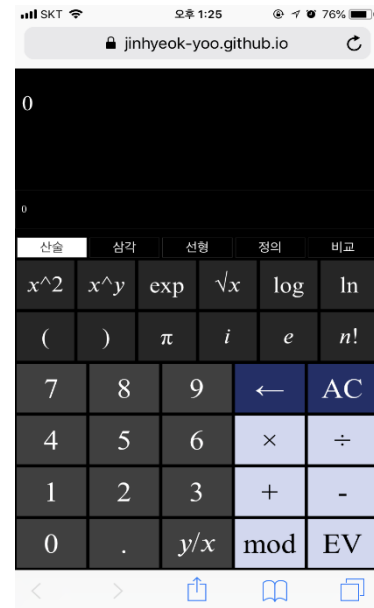 SKT 오후 1:25 76%
jinhyeok-yoo.github.io
0
0
산술 삼각 선형 정의 비교
x^2 x^y exp √x log ln
( ) π i e n!
7 8 9 ← AC
4 5 6 × ÷
1 2 3 + -
0 . y/x mod EV